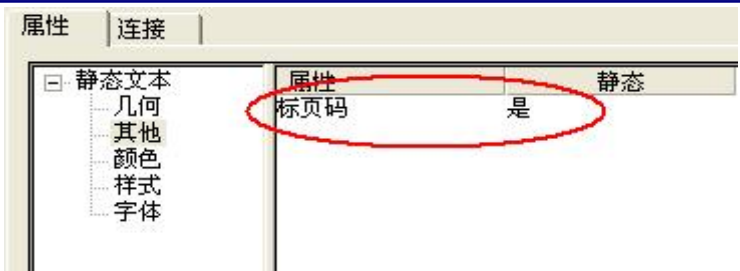 属性 连接
静态文本 属性 静态
几何 标页码 是
其他
颜色
样式
字体